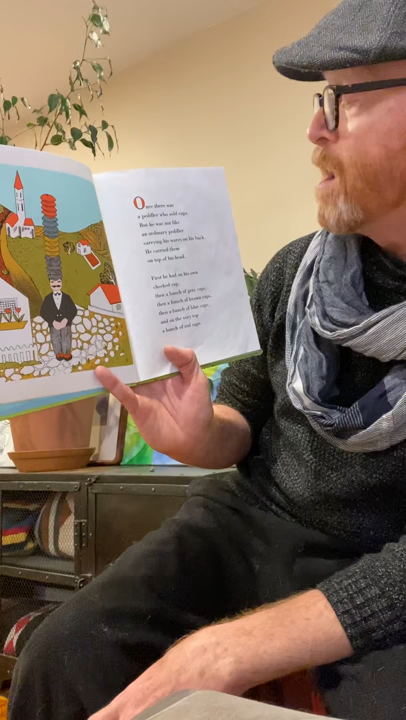 Once there was
a peddler who sold caps.
But he was not like
an ordinary peddler
carrying his wares on his back.
He carried them
on top of his head.
First he had on his own
checked cap,
then a bunch of gray caps,
then a bunch of brown caps,
then a bunch of blue caps,
and on the very top
a bunch of red caps.